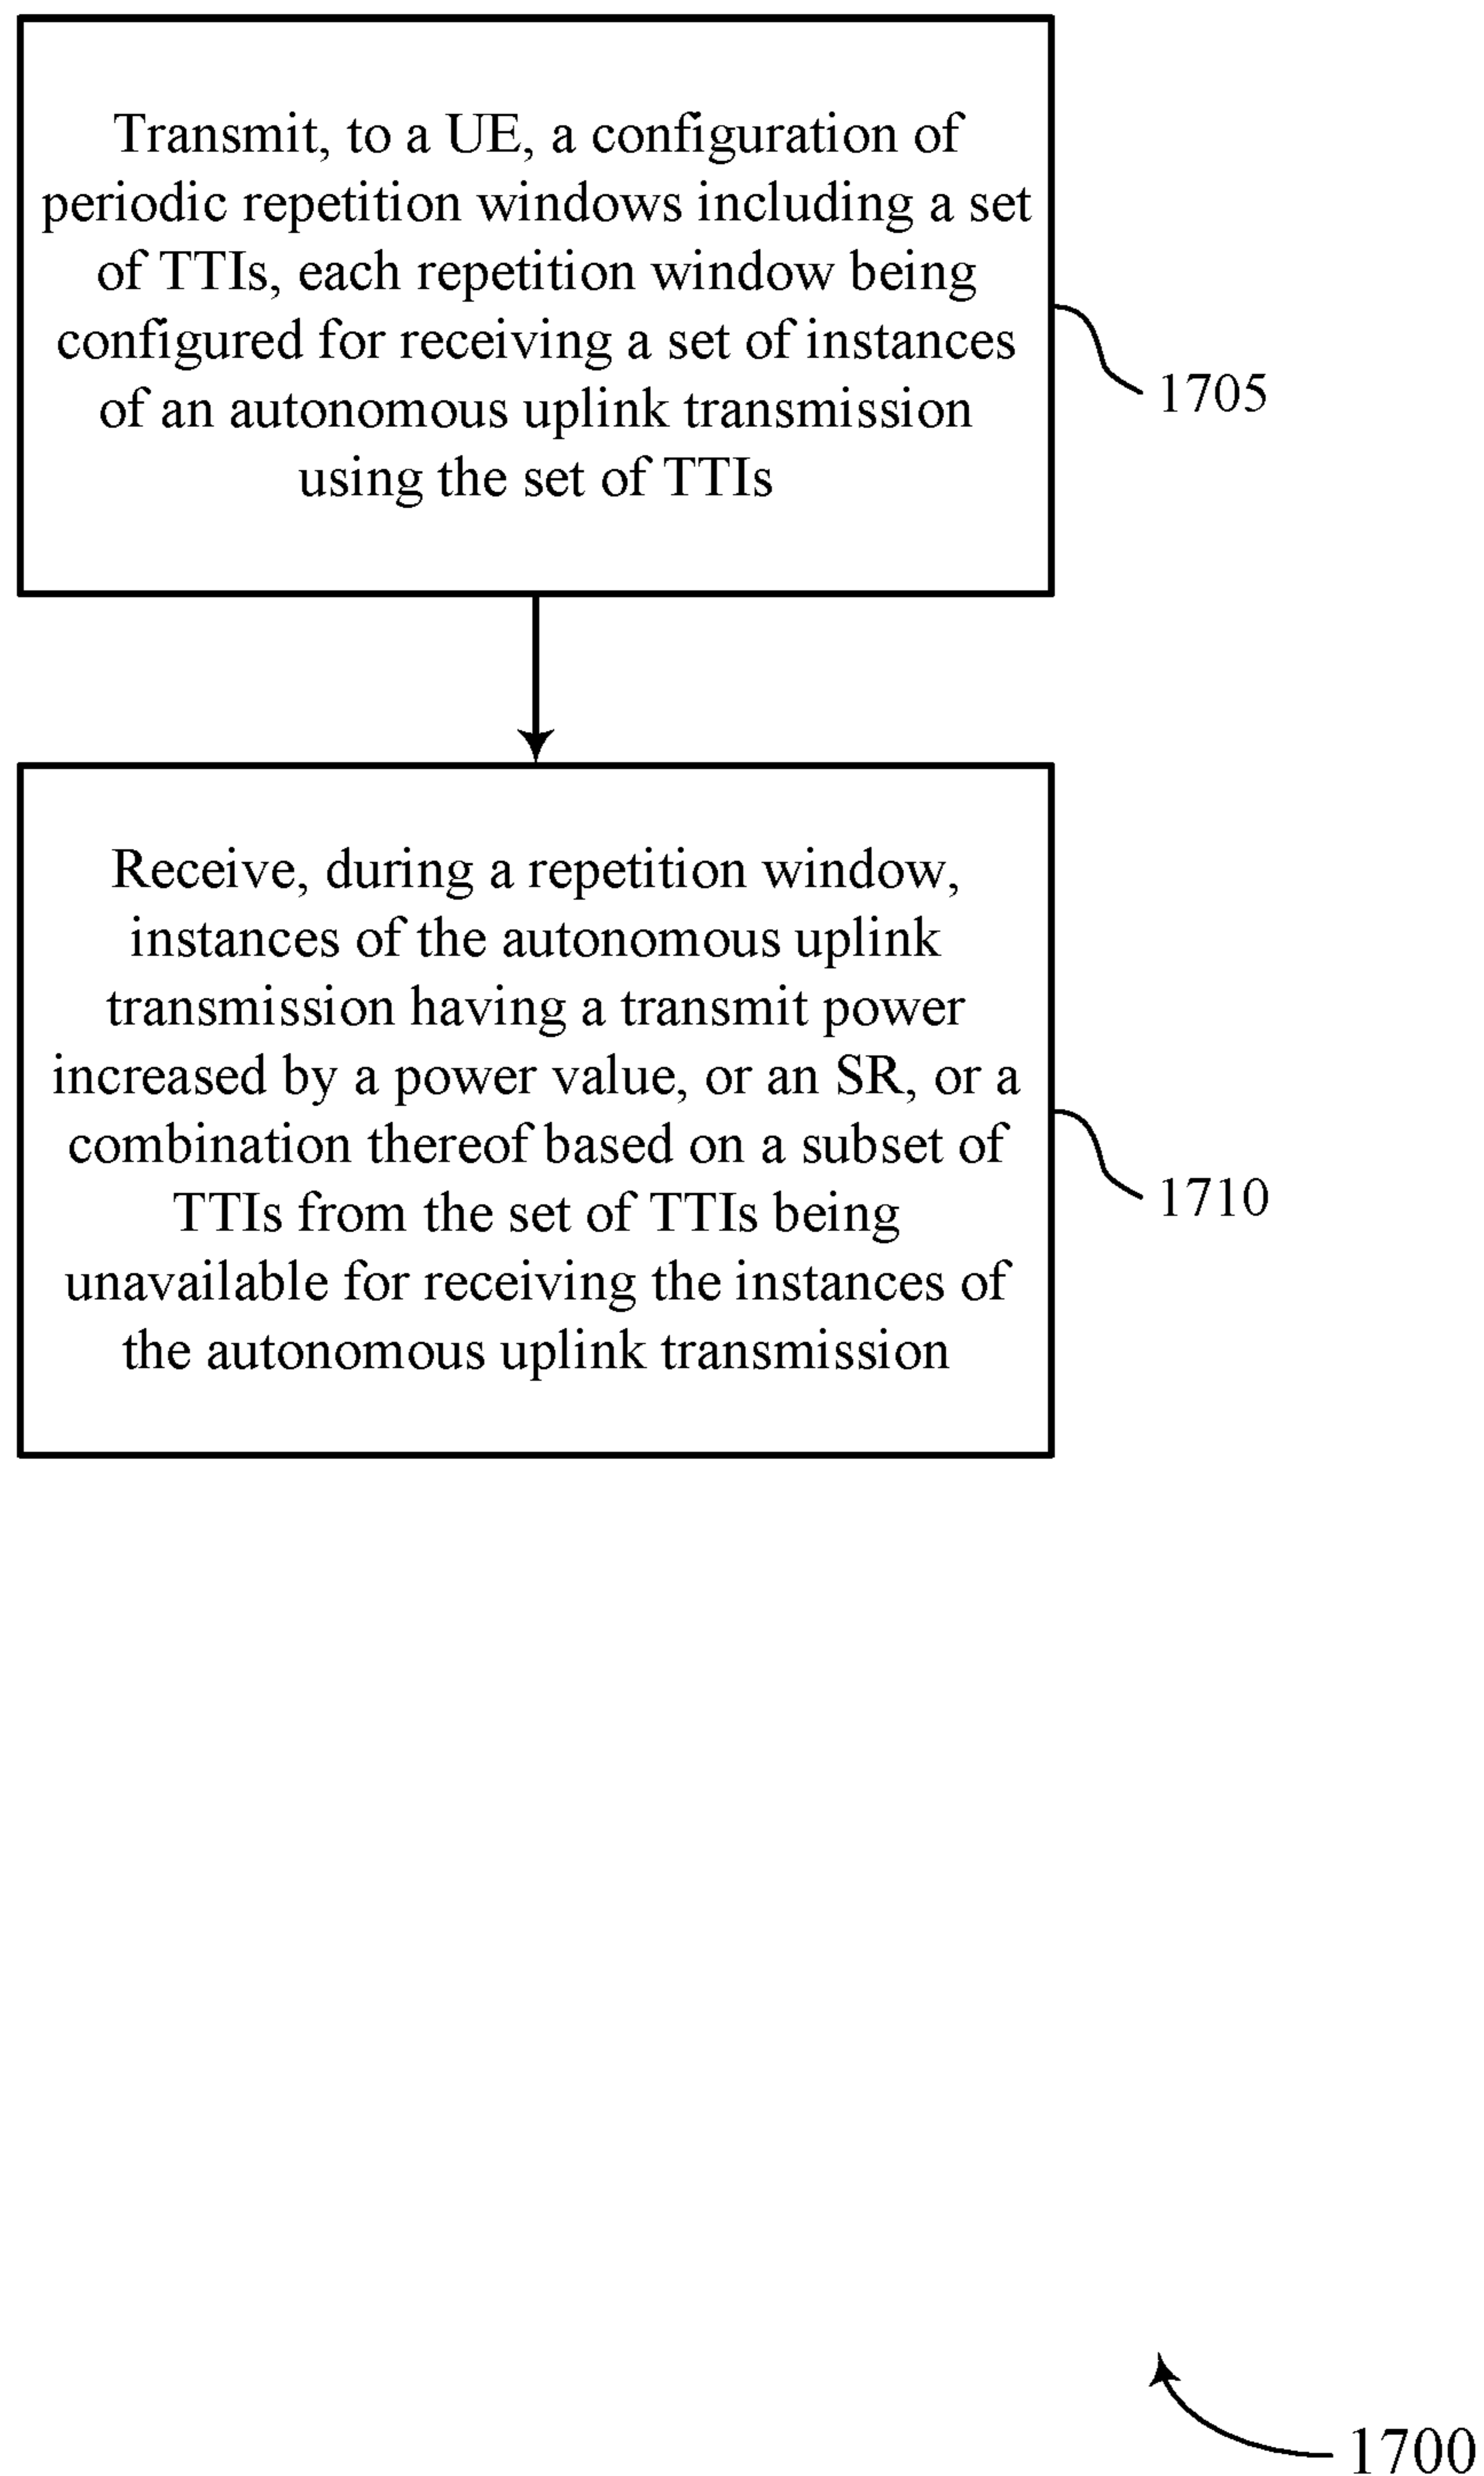 Transmit, to a UE, a configuration of
periodic repetition windows including a set
of TTIs, each repetition window being
configured for receiving a set of instances
of an autonomous uplink transmission
using the set of TTIs
1705
Receive, during a repetition window,
instances of the autonomous uplink
transmission having a transmit power
increased by a power value, or an SR, or a
combination thereof based on a subset of
TTIs from the set of TTIs being
unavailable for receiving the instances of
the autonomous uplink transmission
1710
1700